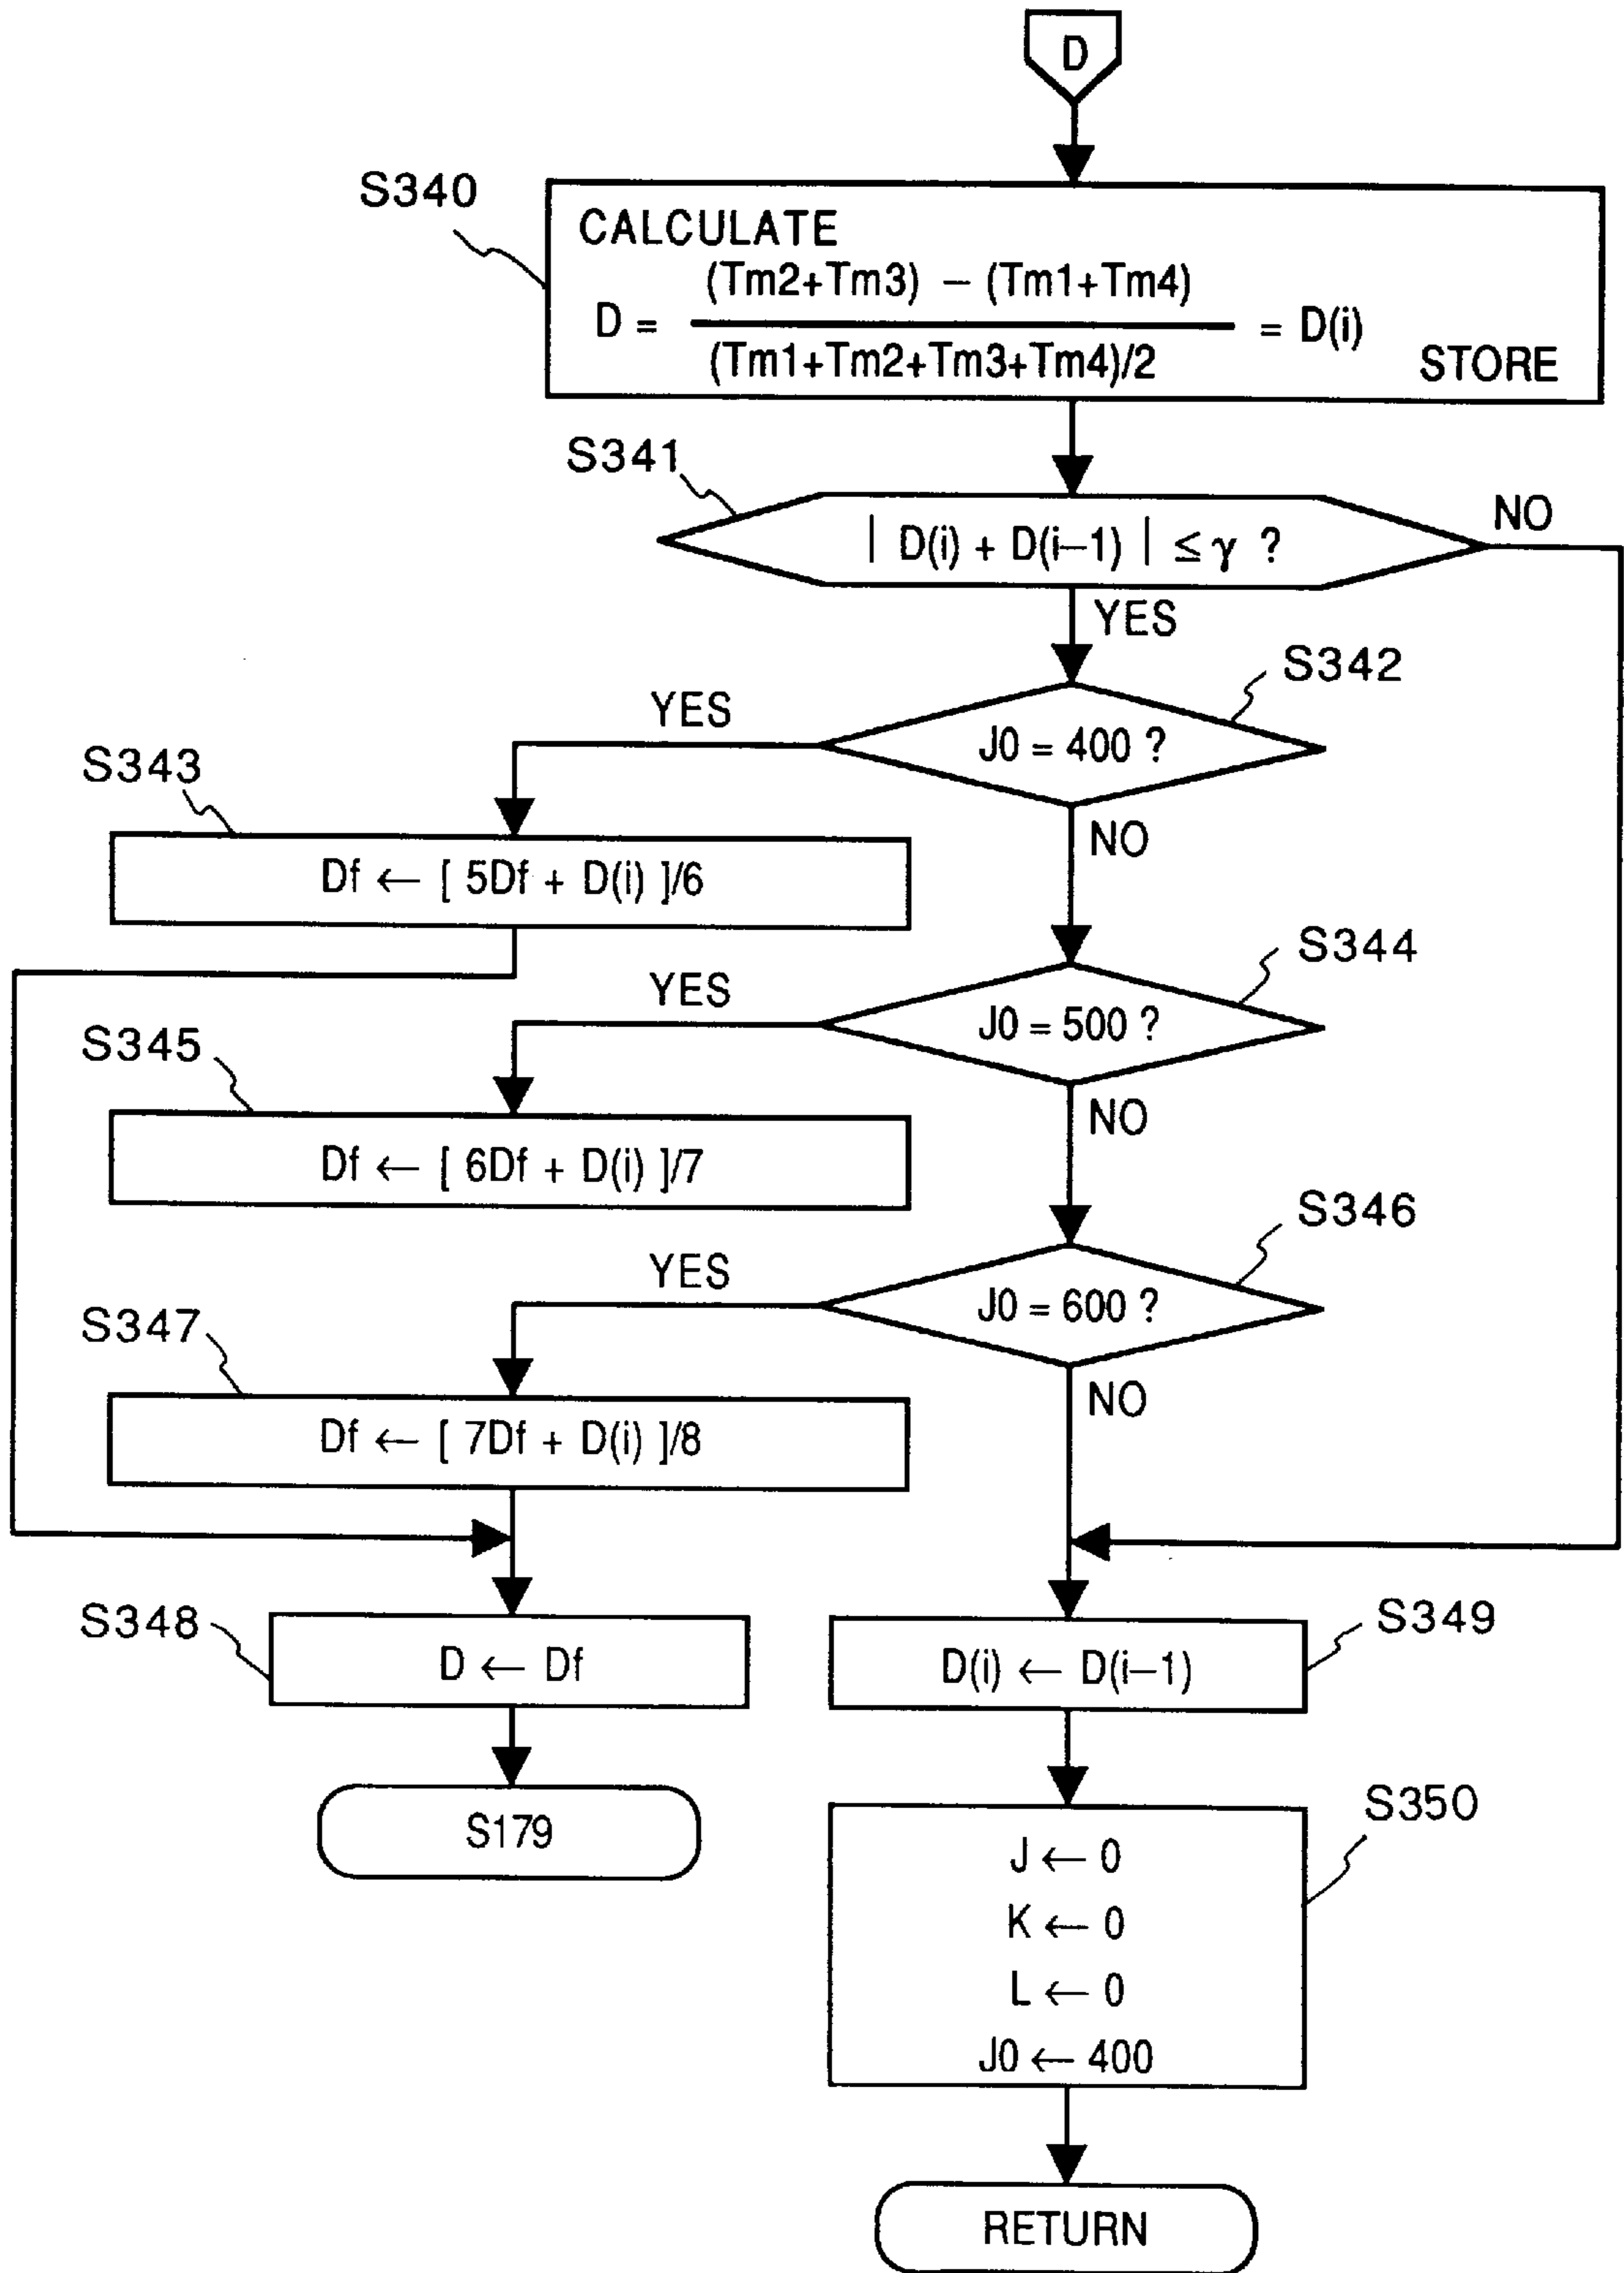 D
S340
CALCULATE
(Tm2+Tm3) − (Tm1+Tm4)
D = = D(i)
(Tm1+Tm2+Tm3+Tm4)/2
STORE
S341
NO
| D(i) + D(i−1) | ≤ γ ?
YES
S342
YES
J0 = 400 ?
S343
NO
Df ← [ 5Df + D(i) ]/6
S344
YES
J0 = 500 ?
S345
NO
Df ← [ 6Df + D(i) ]/7
S346
YES
J0 = 600 ?
S347
NO
Df ← [ 7Df + D(i) ]/8
S348
D ← Df
S349
D(i) ← D(i−1)
S179
S350
J ← 0
K ← 0
L ← 0
J0 ← 400
RETURN